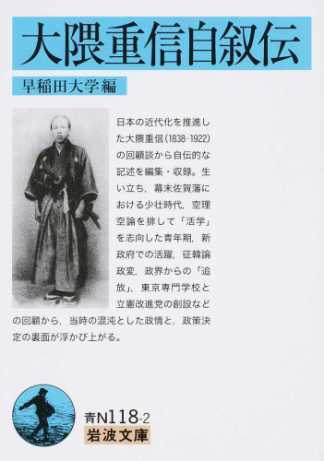 大隈重信自叙伝
早稲田大学編
日本の近代化を推進し
た大隈重信(1838-1922)
の回顧談から自伝的な
記述を編集・収録。生
い立ち、幕末佐賀藩に
おける少壮時代、空理
空論を排して「活学」
を志向した青年期、新
政府での活躍、征韓論
政変、政界からの「追
放」、東京専門学校と
立憲改進党の創設など
の回顧から、当時の混沌とした政情と、政策決
定の裏面が浮かび上がる。
青N118-2
岩波文庫